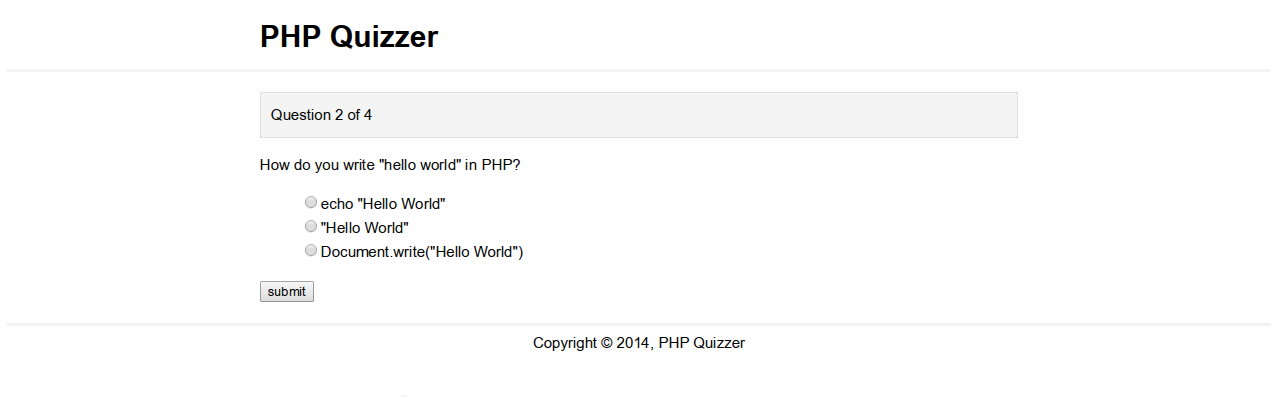 PHP Quizzer
Question 2 of 4
How do you write "hello world" in PHP?
echo "Hello World"
"Hello World"
Document.write("Hello World")
submit
Copyright © 2014, PHP Quizzer